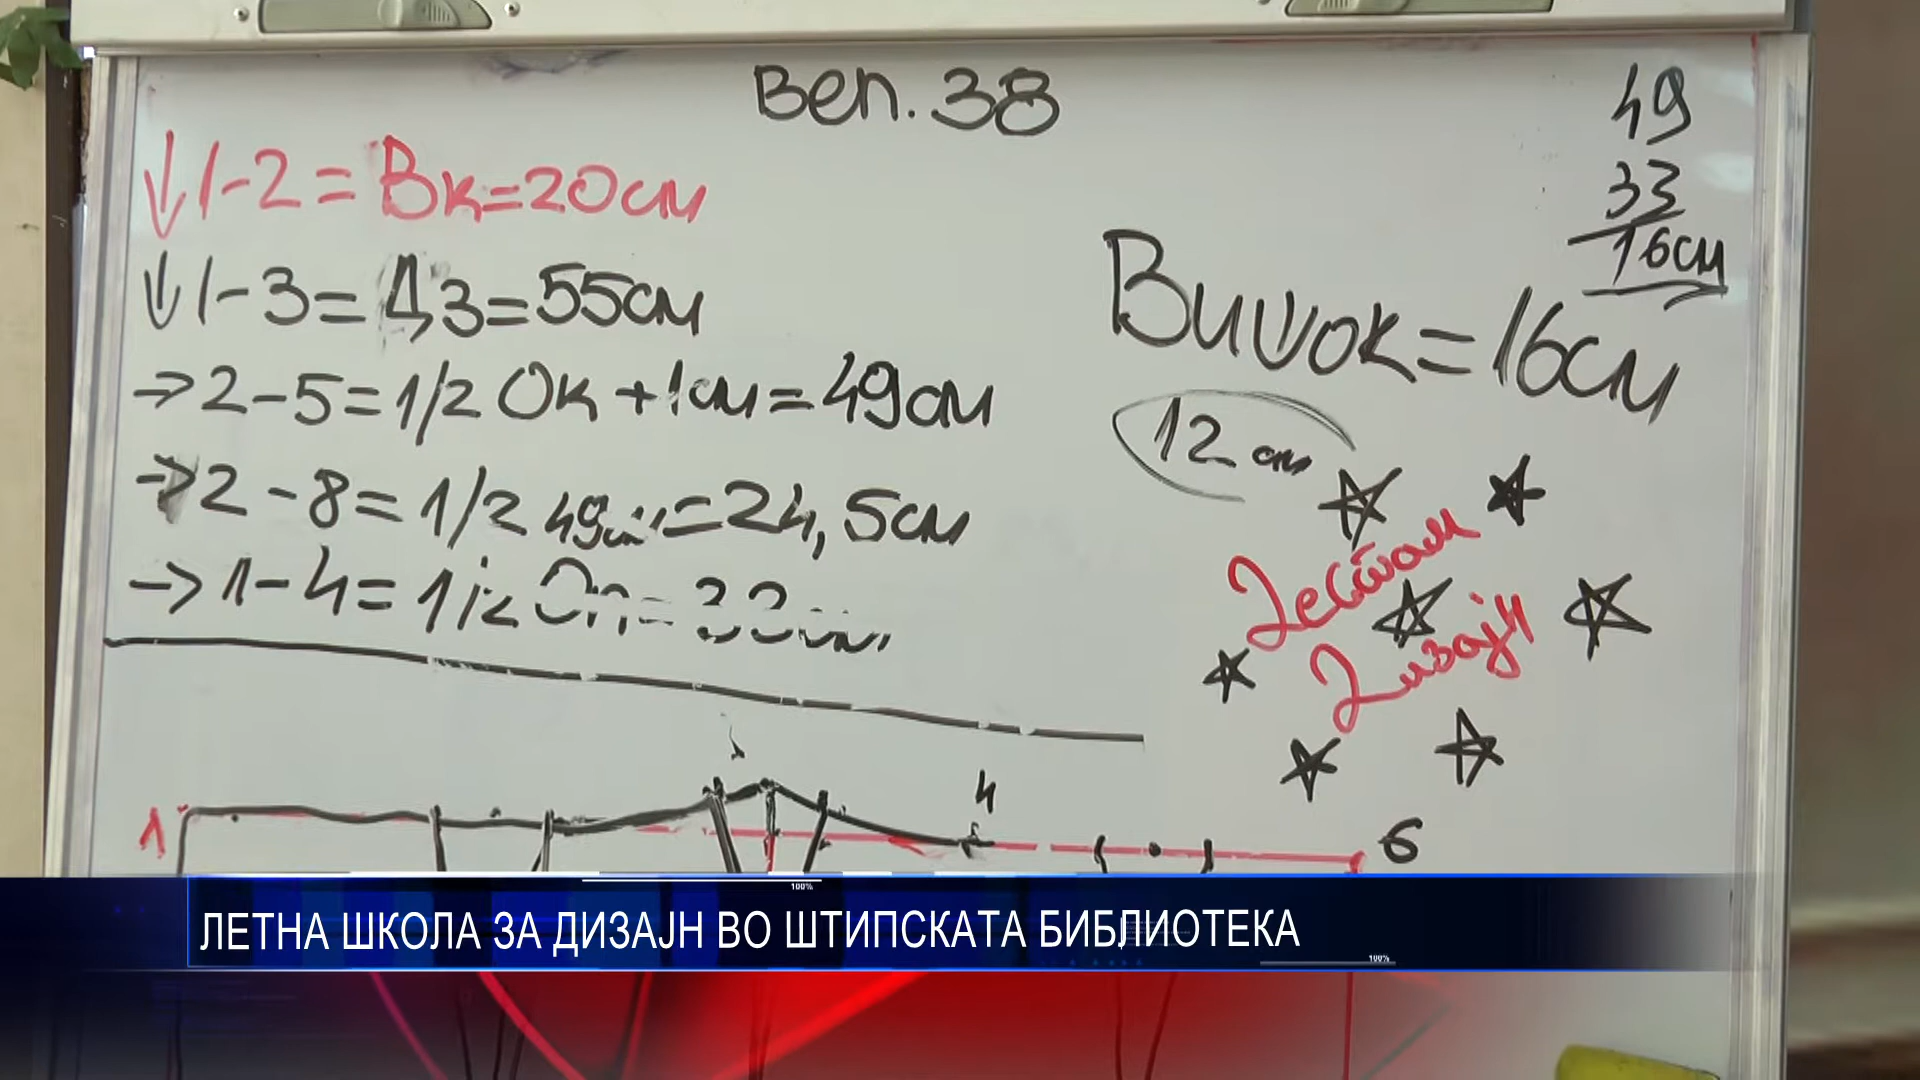 Вел. 38
49
33
16см
↓ 1-2 = Вк = 20см
↓ 1-3 = Дз = 55см
→ 2-5 = 1/2 Ок + 1см = 49см
→ 2-8 = 1/2 49см = 24,5см
→ 1-4 = 1/2 Оп = 33см
Вишок = 16см
12 см
Дизајн
4
1
6
100%
ЛЕТНА ШКОЛА ЗА ДИЗАЈН ВО ШТИПСКАТА БИБЛИОТЕКА
100%